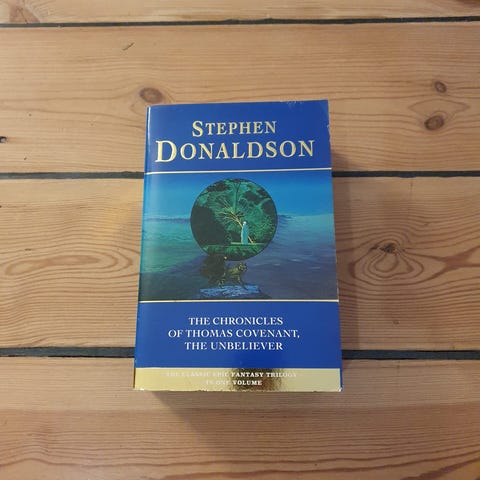 STEPHEN
DONALDSON
THE CHRONICLES
OF THOMAS COVENANT,
THE UNBELIEVER
THE CLASSIC EPIC FANTASY TRILOGY
IN ONE VOLUME